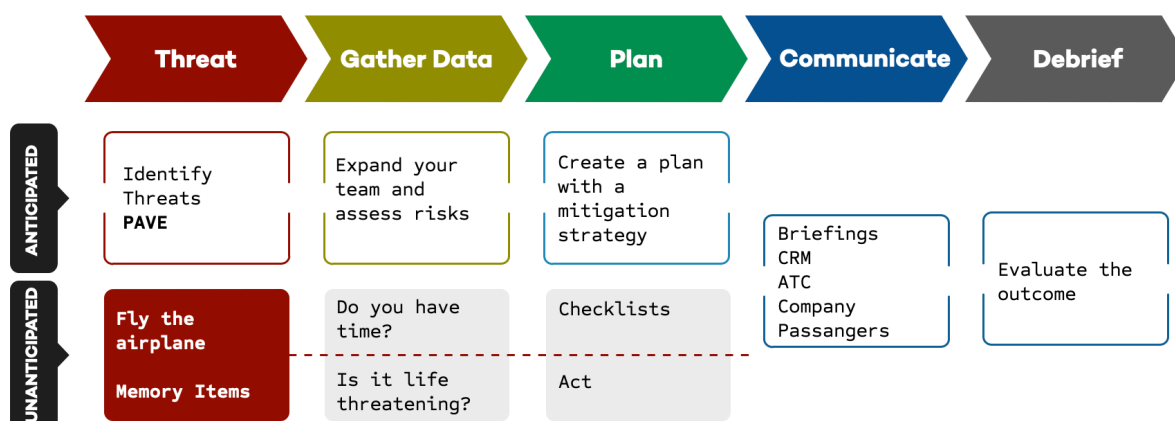 Threat
Gather Data
Plan
Communicate
Debrief
ANTICIPATED
Identify
Threats
PAVE
Expand your
team and
assess risks
Create a plan
with a
mitigation
strategy
Briefings
CRM
ATC
Company
Passangers
Evaluate the
outcome
UNANTICIPATED
Fly the
airplane
Memory Items
Do you have
time?
Is it life
threatening?
Checklists
Act